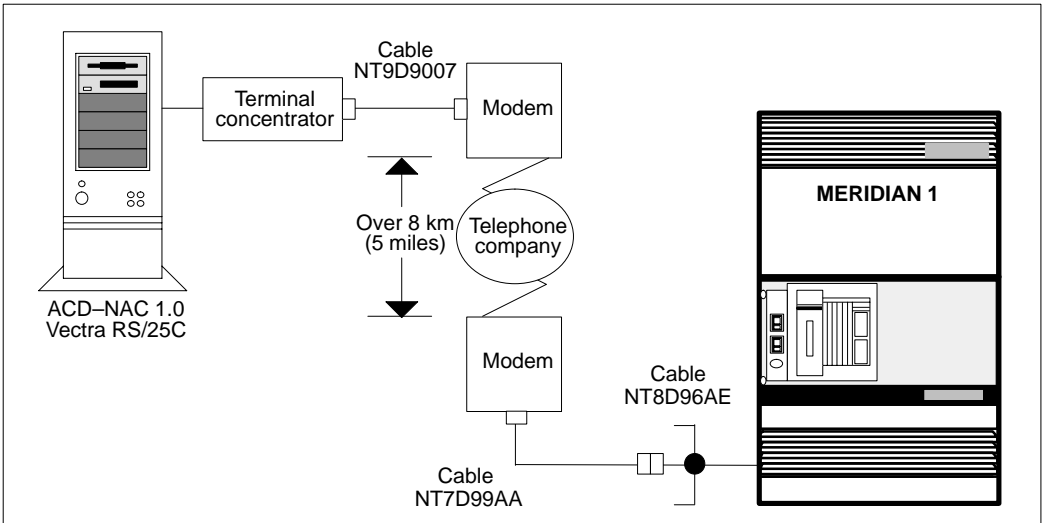 Cable
NT9D9007
Terminal
concentrator
Modem
MERIDIAN 1
Over 8 km
(5 miles)
Telephone
company
ACD–NAC 1.0
Vectra RS/25C
Modem
Cable
NT8D96AE
Cable
NT7D99AA